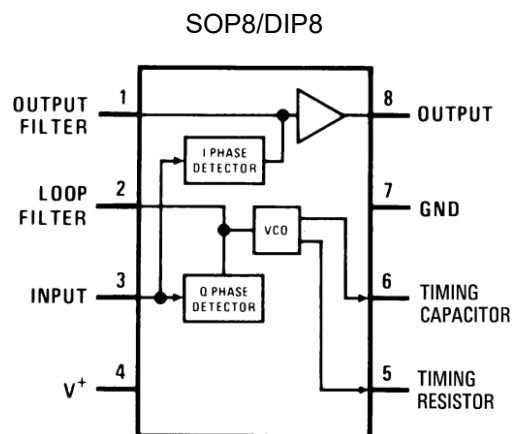 SOP8/DIP8
1
OUTPUT
FILTER
8
OUTPUT
I PHASE
DETECTOR
2
LOOP
FILTER
7
GND
VCO
3
INPUT
Q PHASE
DETECTOR
6
TIMING
CAPACITOR
4
V+
5
TIMING
RESISTOR